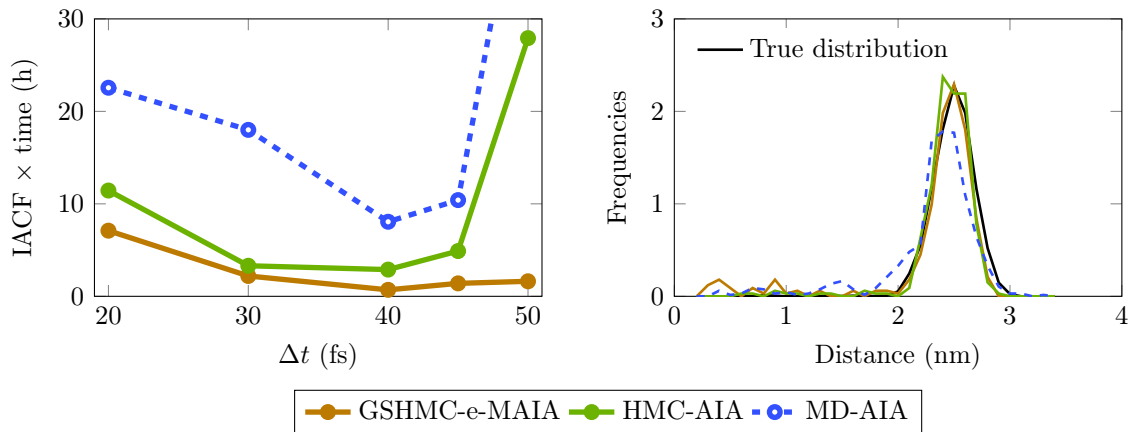 IACF × time (h)
30
20
10
0
20
30
40
50
Δt (fs)
Frequencies
3
2
1
0
True distribution
0
1
2
3
4
Distance (nm)
GSHMC-e-MAIA
HMC-AIA
MD-AIA